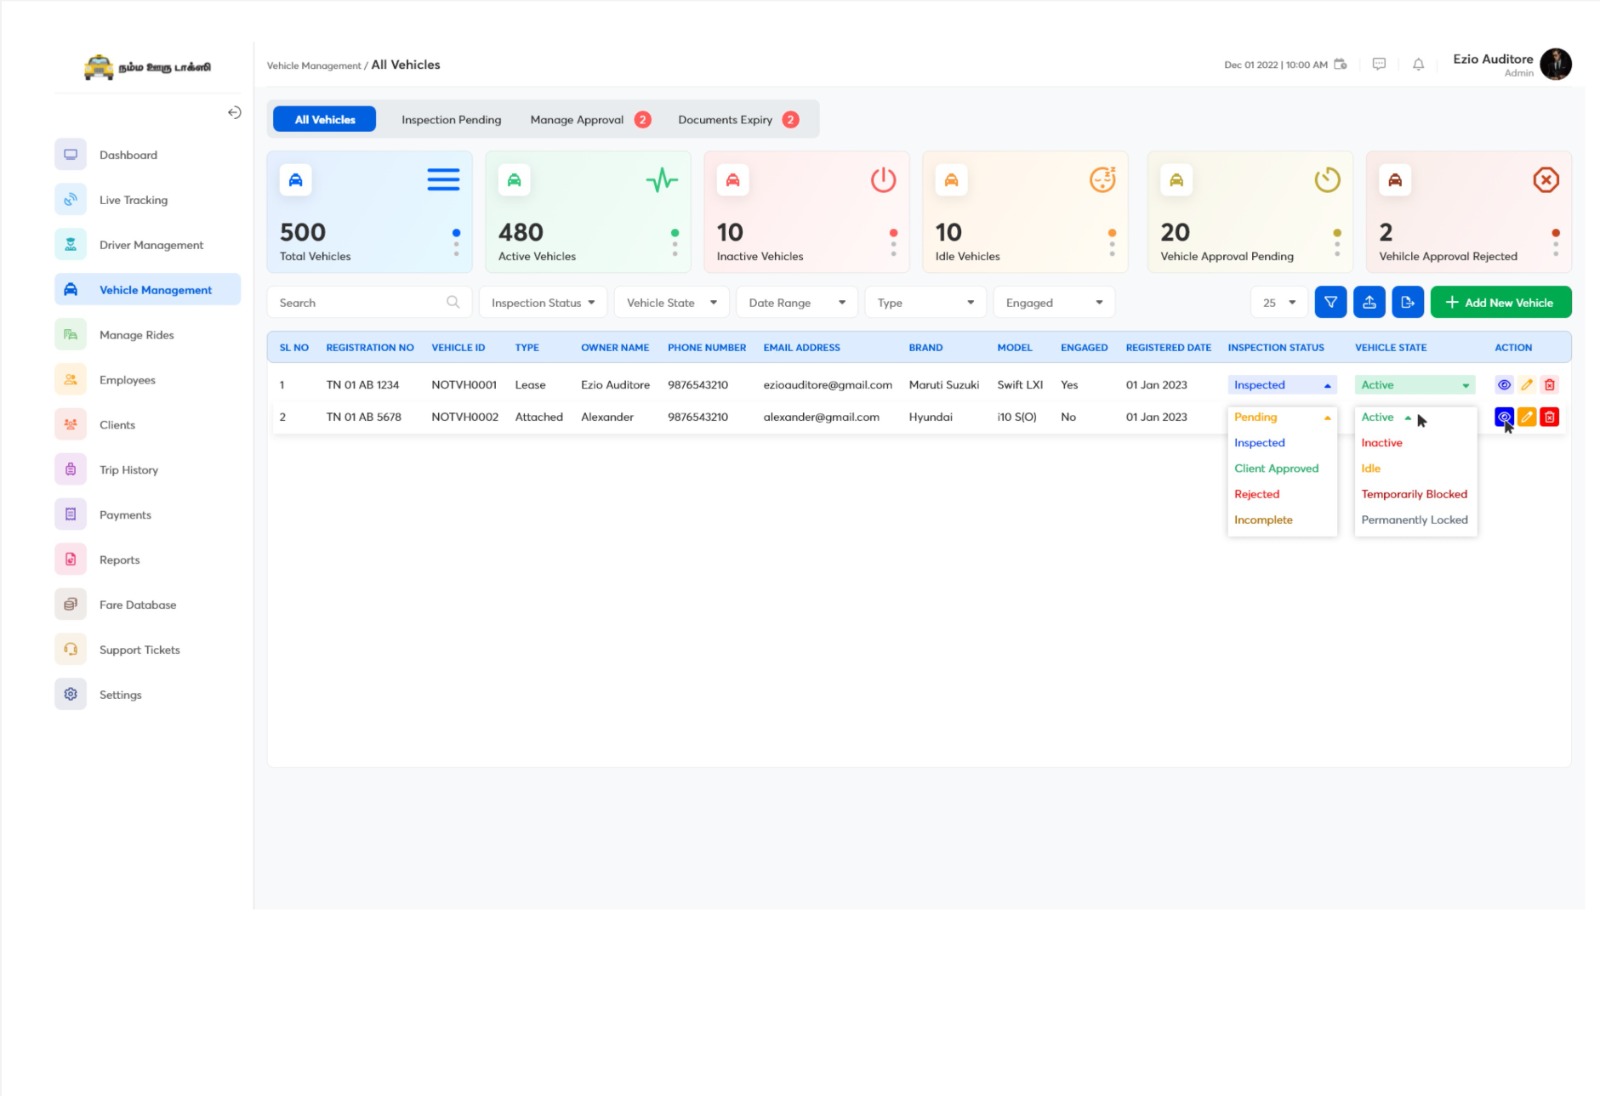 நம்ம ஊரு டாக்ஸி
Vehicle Management / All Vehicles
Dec 01 2022 | 10:00 AM
Ezio Auditore
Admin
Dashboard
Live Tracking
Driver Management
Vehicle Management
Manage Rides
Employees
Clients
Trip History
Payments
Reports
Fare Database
Support Tickets
Settings
All Vehicles Inspection Pending Manage Approval 2 Documents Expiry 2
500
Total Vehicles
480
Active Vehicles
10
Inactive Vehicles
10
Idle Vehicles
20
Vehicle Approval Pending
2
Vehilcle Approval Rejected
Search Inspection Status Vehicle State Date Range Type Engaged 25 Add New Vehicle
SL NO REGISTRATION NO VEHICLE ID TYPE OWNER NAME PHONE NUMBER EMAIL ADDRESS BRAND MODEL ENGAGED REGISTERED DATE INSPECTION STATUS VEHICLE STATE ACTION
1 TN 01 AB 1234 NOTVH0001 Lease Ezio Auditore 9876543210 ezioauditore@gmail.com Maruti Suzuki Swift LXI Yes 01 Jan 2023 Inspected Active
2 TN 01 AB 5678 NOTVH0002 Attached Alexander 9876543210 alexander@gmail.com Hyundai i10 S(O) No 01 Jan 2023 Pending Active
Inspected
Client Approved
Rejected
Incomplete
Inactive
Idle
Temporarily Blocked
Permanently Locked